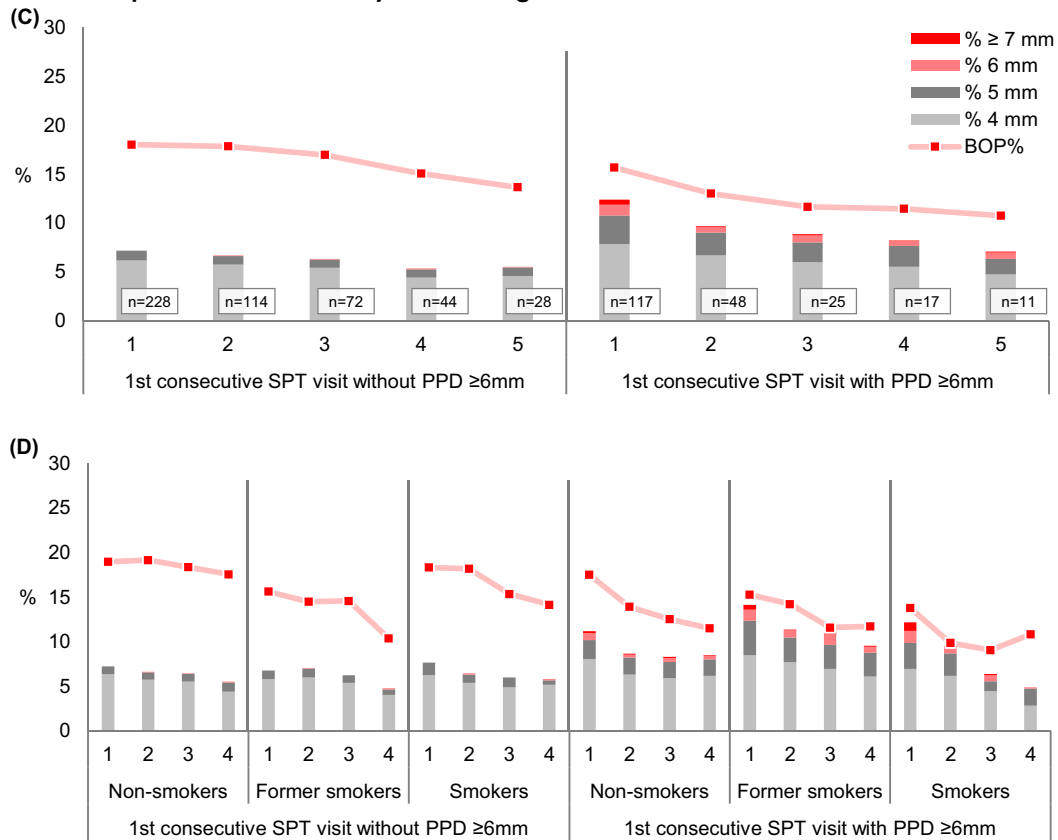 (C)
30
25
20
15
10
5
0
%
% ≥ 7 mm
% 6 mm
% 5 mm
% 4 mm
BOP%
n=228 n=114 n=72 n=44 n=28 n=117 n=48 n=25 n=17 n=11
1 2 3 4 5 1 2 3 4 5
1st consecutive SPT visit without PPD ≥6mm 1st consecutive SPT visit with PPD ≥6mm
(D)
30
25
20
15
10
5
0
%
1 2 3 4 1 2 3 4 1 2 3 4 1 2 3 4 1 2 3 4 1 2 3 4
Non-smokers Former smokers Smokers Non-smokers Former smokers Smokers
1st consecutive SPT visit without PPD ≥6mm 1st consecutive SPT visit with PPD ≥6mm